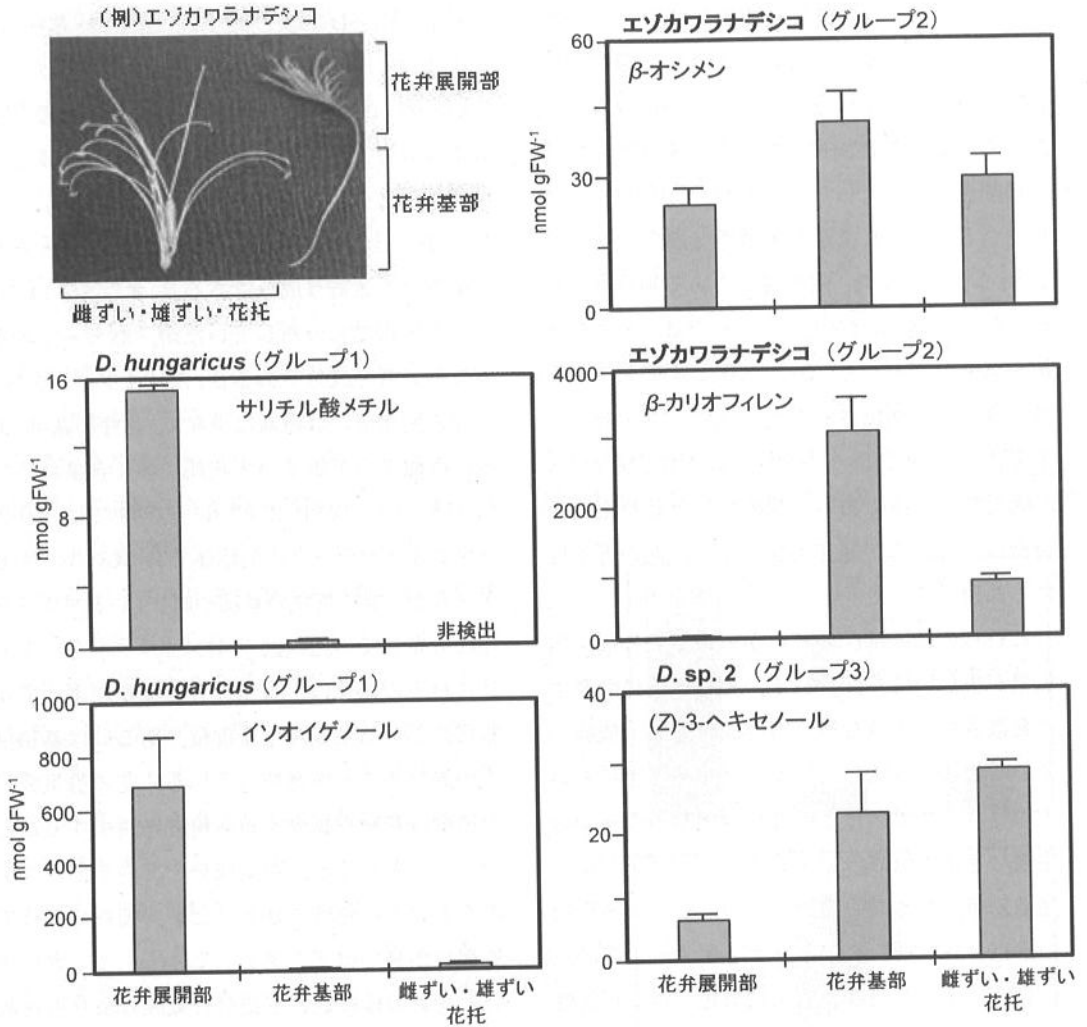 (例)エゾカワラナデシコ
花弁展開部
花弁基部
雌ずい・雄ずい・花托
エゾカワラナデシコ (グループ2)
β-オシメン
nmol gFW⁻¹
60
30
0
D. hungaricus (グループ1)
サリチル酸メチル
nmol gFW⁻¹
16
8
0
非検出
エゾカワラナデシコ (グループ2)
β-カリオフィレン
4000
2000
0
D. hungaricus (グループ1)
イソオイゲノール
nmol gFW⁻¹
1000
800
600
400
200
0
花弁展開部
花弁基部
雌ずい・雄ずい
花托
D. sp. 2 (グループ3)
(Z)-3-ヘキセノール
40
20
0
花弁展開部
花弁基部
雌ずい・雄ずい
花托